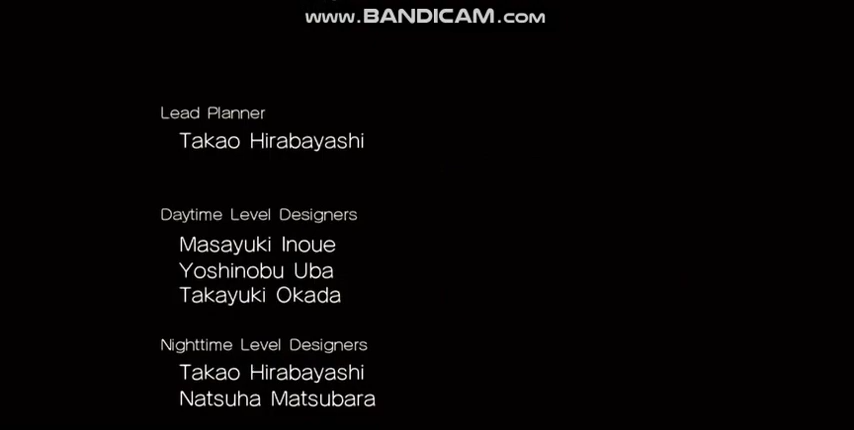 www.BANDICAM.com
Lead Planner
Takao Hirabayashi
Daytime Level Designers
Masayuki Inoue
Yoshinobu Uba
Takayuki Okada
Nighttime Level Designers
Takao Hirabayashi
Natsuha Matsubara